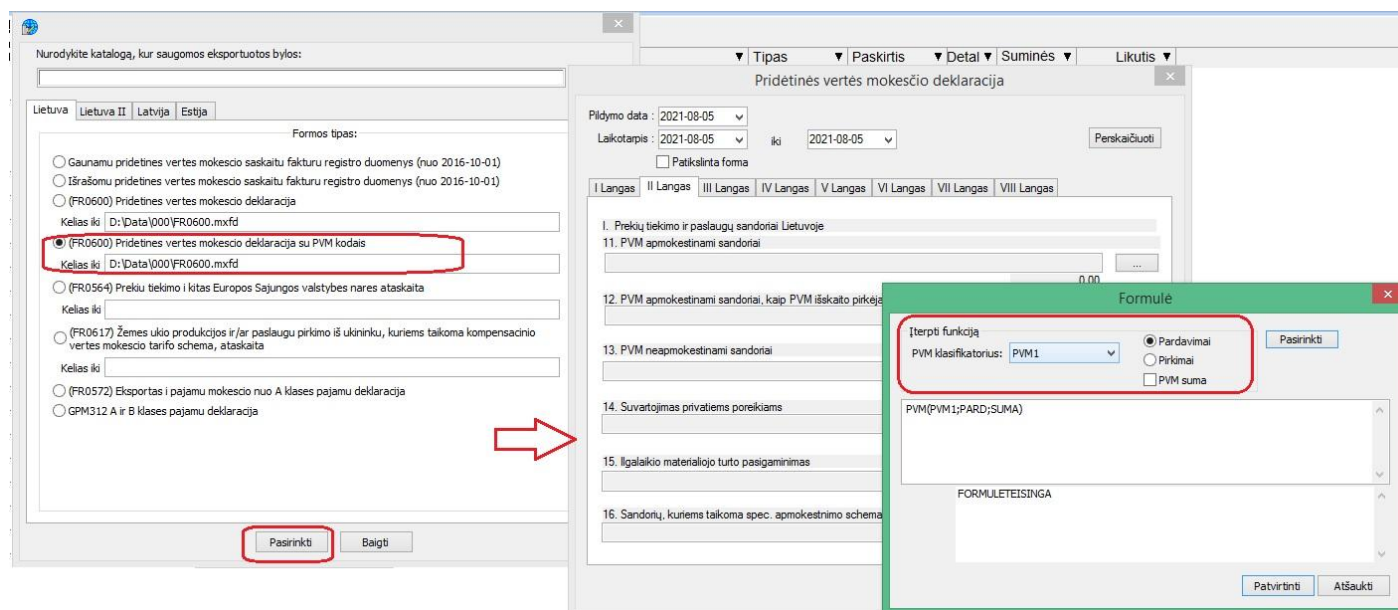 Nurodykite katalogą, kur saugomos eksportuotos bylos:
Lietuva Lietuva II Latvija Estija
Formos tipas:
Gaunamu pridetines vertes mokescio saskaitu fakturu registro duomenys (nuo 2016-10-01)
Išrašomu pridetines vertes mokescio saskaitu fakturu registro duomenys (nuo 2016-10-01)
(FR0600) Pridetines vertes mokescio deklaracija
Kelias iki D:\Data\000\FR0600.mxfd
(FR0600) Pridetines vertes mokescio deklaracija su PVM kodais
Kelias iki D:\Data\000\FR0600.mxfd
(FR0564) Prekiu tiekimo i kitas Europos Sajungos valstybes nares ataskaita
Kelias iki
(FR0617) Žemes ukio produkcijos ir/ar paslaugu pirkimo iš ukininku, kuriems taikoma kompensacinio
vertes mokescio tarifo schema, ataskaita
Kelias iki
(FR0572) Eksportas i pajamu mokescio nuo A klases pajamu deklaracija
GPM312 A ir B klases pajamu deklaracija
Pasirinkti Baigti
Tipas Paskirtis Detal Suminės Likutis
Pridėtinės vertės mokesčio deklaracija
Pildymo data : 2021-08-05
Laikotarpis : 2021-08-05 iki 2021-08-05 Perskaičiuoti
Patikslinta forma
I Langas II Langas III Langas IV Langas V Langas VI Langas VII Langas VIII Langas
I. Prekių tiekimo ir paslaugų sandoriai Lietuvoje
11. PVM apmokestinami sandoriai
...
0.00
12. PVM apmokestinami sandoriai, kaip PVM išskaito pirkėja
13. PVM neapmokestinami sandoriai
14. Suvartojimas privatiems poreikiams
15. Ilgalaikio materialiojo turto pasigaminimas
16. Sandorių, kuriems taikoma spec. apmokestnimo schema
Formulė
Įterpti funkciją
PVM klasifikatorius: PVM1
Pardavimai
Pirkimai
PVM suma
Pasirinkti
PVM(PVM1;PARD;SUMA)
FORMULETEISINGA
Patvirtinti Atšaukti